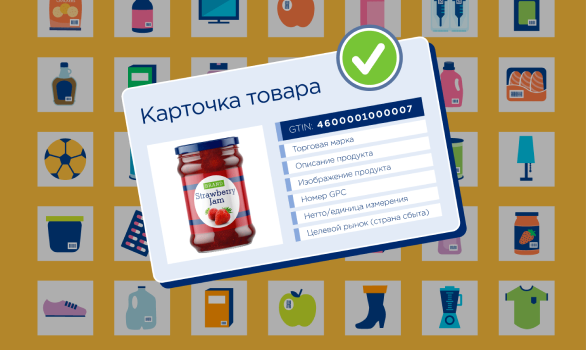 Карточка товара
GTIN: 4600001000007
Торговая марка
Описание продукта
Изображение продукта
Номер GPC
Нетто/единица измерения
Целевой рынок (страна сбыта)
Strawberry
Jam